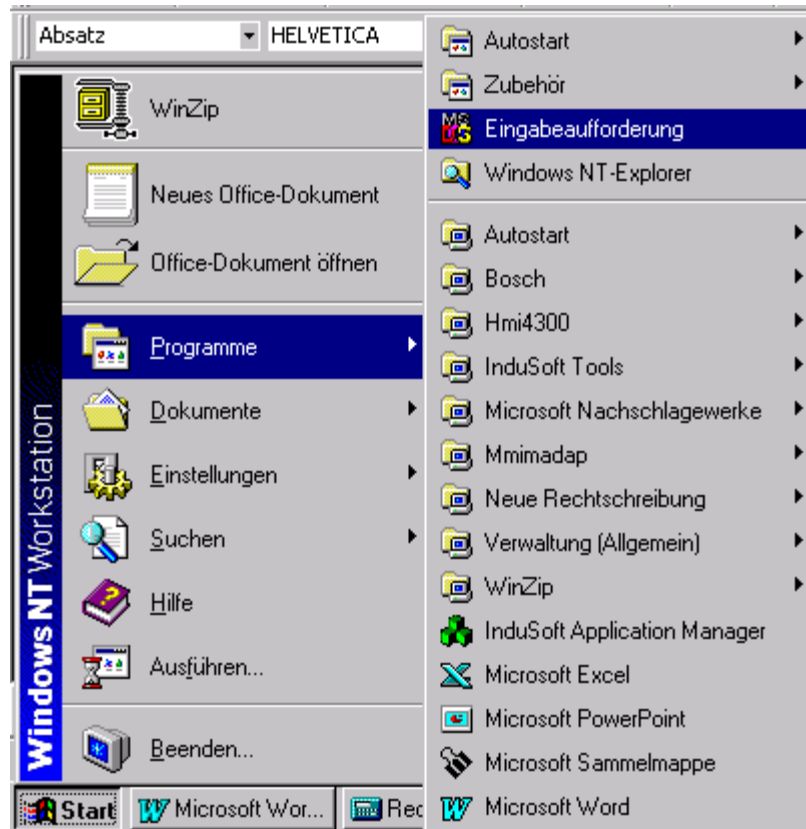 Absatz
HELVETICA
WinZip
Neues Office-Dokument
Office-Dokument öffnen
Programme
Dokumente
Einstellungen
Suchen
Hilfe
Ausführen...
Beenden...
Windows NT Workstation
Autostart
Zubehör
Eingabeaufforderung
Windows NT-Explorer
Autostart
Bosch
Hmi4300
InduSoft Tools
Microsoft Nachschlagewerke
Mmimadap
Neue Rechtschreibung
Verwaltung (Allgemein)
WinZip
InduSoft Application Manager
Microsoft Excel
Microsoft PowerPoint
Microsoft Sammelmappe
Microsoft Word
Start
Microsoft Wor...
Rec